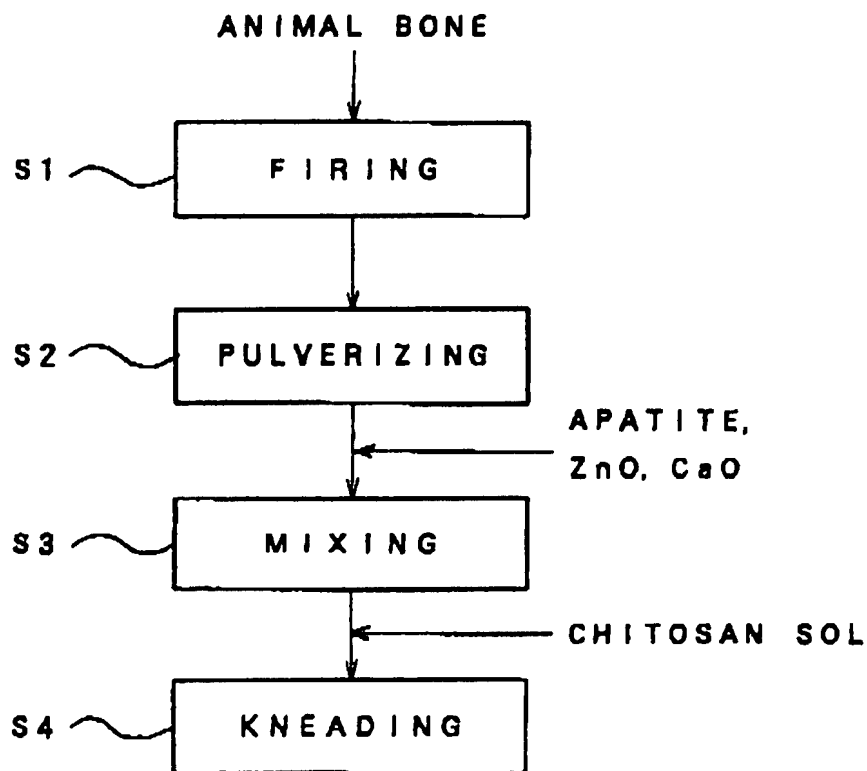 ANIMAL BONE
S1
FIRING
S2
PULVERIZING
APATITE,
ZnO, CaO
S3
MIXING
CHITOSAN SOL
S4
KNEADING